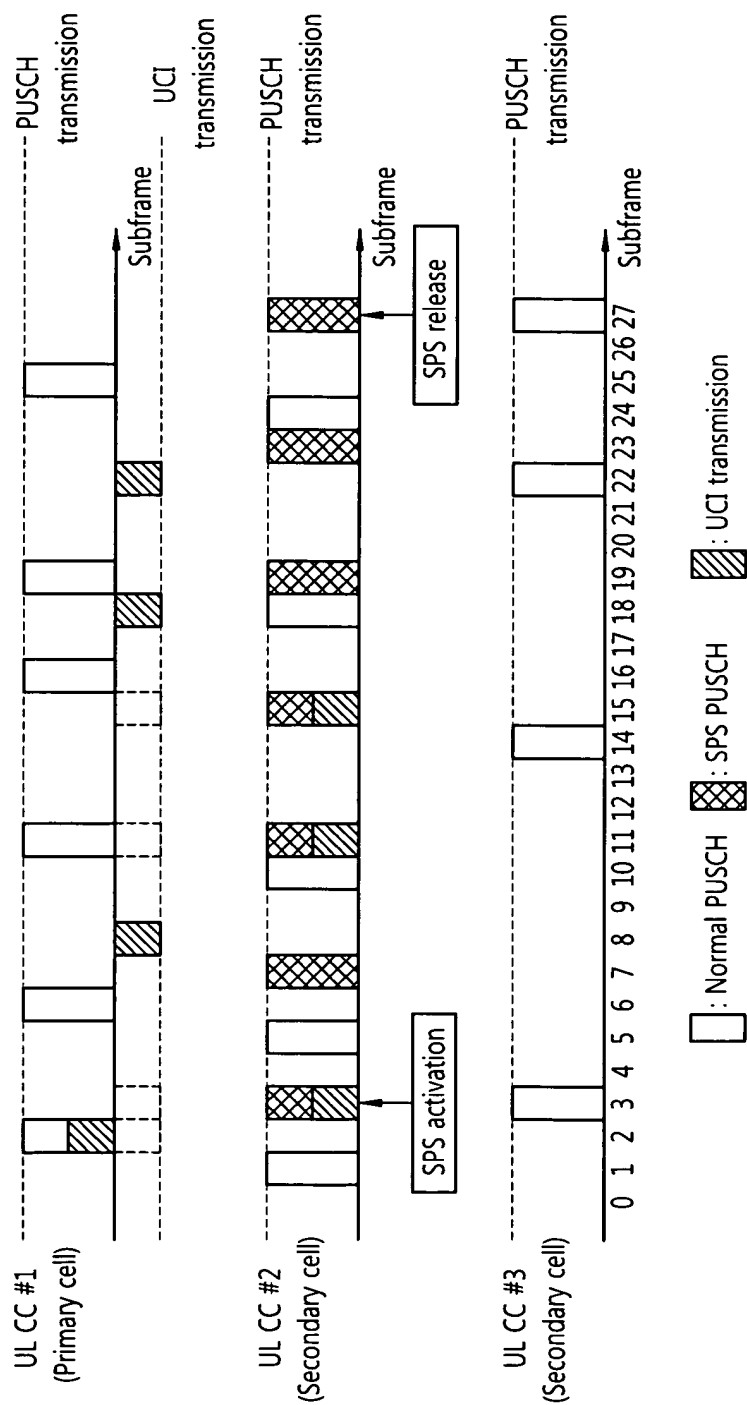 UL CC #1
(Primary cell)
PUSCH
transmission
Subframe
UCI
transmission
UL CC #2
(Secondary cell)
PUSCH
transmission
Subframe
SPS activation
SPS release
UL CC #3
(Secondary cell)
PUSCH
transmission
Subframe
0 1 2 3 4 5 6 7 8 9 10 11 12 13 14 15 16 17 18 19 20 21 22 23 24 25 26 27
: Normal PUSCH
: SPS PUSCH
: UCI transmission